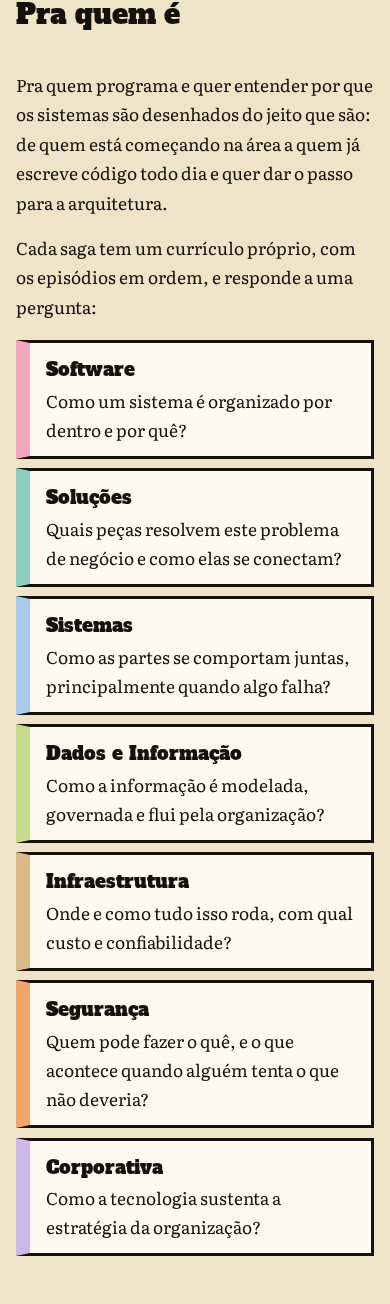 Pra quem é
Pra quem programa e quer entender por que
os sistemas são desenhados do jeito que são:
de quem está começando na área a quem já
escreve código todo dia e quer dar o passo
para a arquitetura.
Cada saga tem um currículo próprio, com
os episódios em ordem, e responde a uma
pergunta:
Software
Como um sistema é organizado por
dentro e por quê?
Soluções
Quais peças resolvem este problema
de negócio e como elas se conectam?
Sistemas
Como as partes se comportam juntas,
principalmente quando algo falha?
Dados e Informação
Como a informação é modelada,
governada e flui pela organização?
Infraestrutura
Onde e como tudo isso roda, com qual
custo e confiabilidade?
Segurança
Quem pode fazer o quê, e o que
acontece quando alguém tenta o que
não deveria?
Corporativa
Como a tecnologia sustenta a
estratégia da organização?